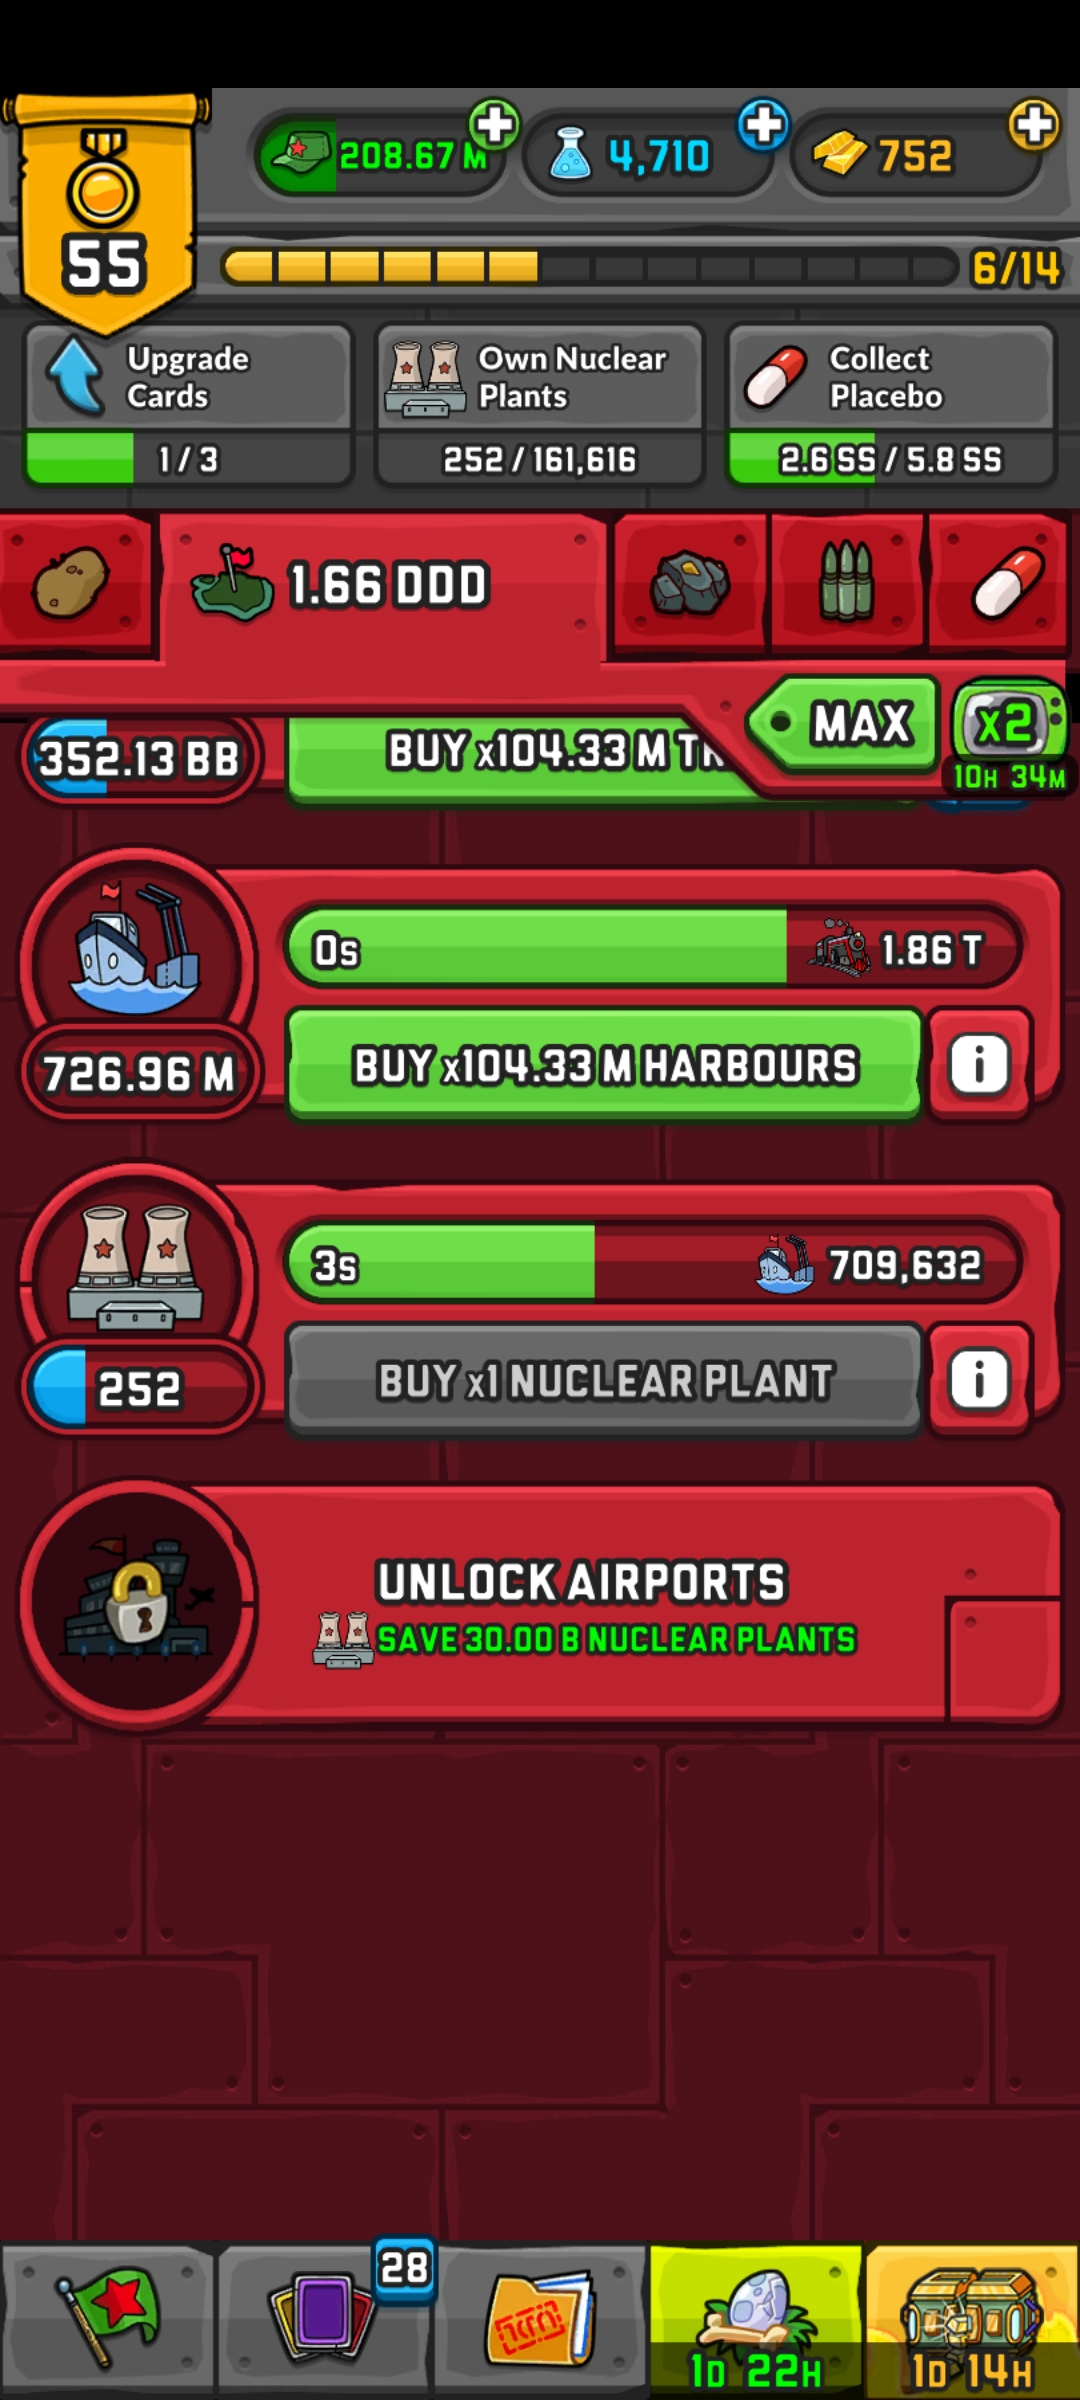 208.67 M
4,710
752
55
6/14
Upgrade
Cards
1 / 3
Own Nuclear
Plants
252 / 161,616
Collect
Placebo
2.6 SS / 5.8 SS
1.66 DDD
MAX
x2
10H 34M
352.13 BB
BUY x104.33 M
0s
1.86 T
726.96 M
BUY x104.33 M HARBOURS
i
3s
709,632
252
BUY x1 NUCLEAR PLANT
i
UNLOCK AIRPORTS
SAVE 30.00 B NUCLEAR PLANTS
28
1D 22H
1D 14H